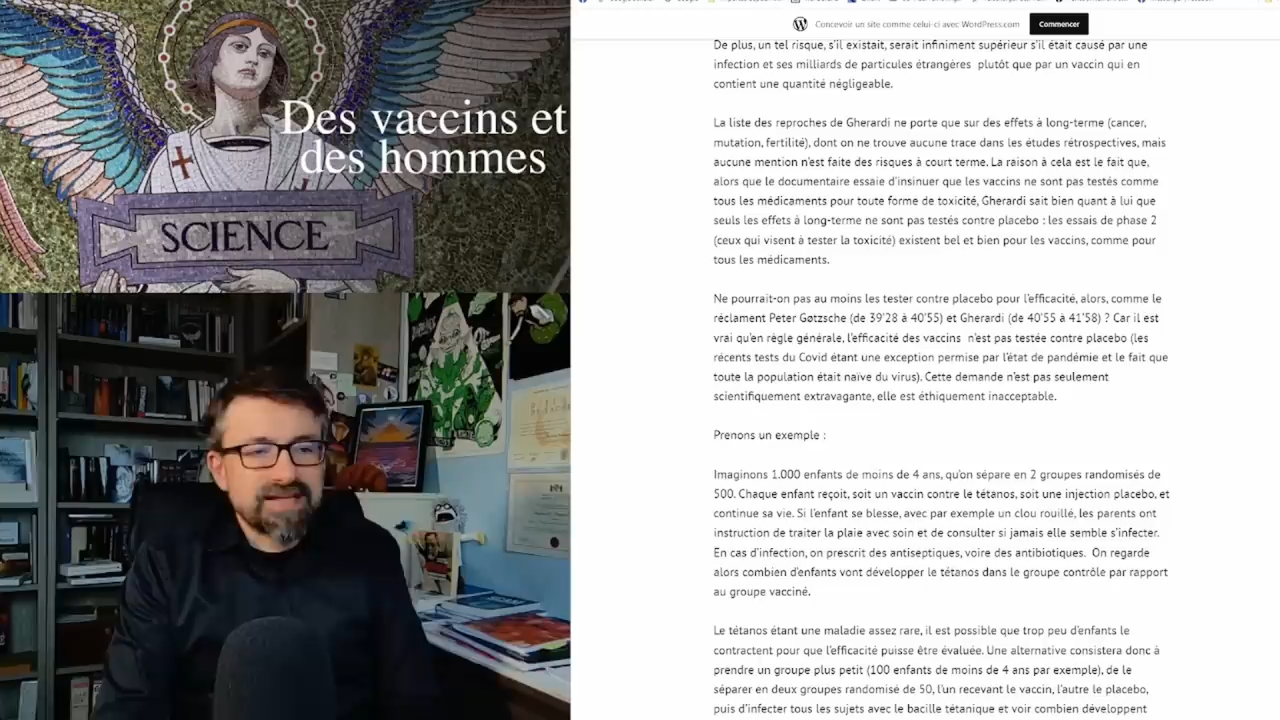 Des vaccins et
des hommes
SCIENCE
Concevoir un site comme celui-ci avec WordPress.com
Commencer
De plus, un tel risque, s'il existait, serait infiniment supérieur s'il était causé par une
infection et ses milliards de particules étrangères plutôt que par un vaccin qui en
contient une quantité négligeable.
La liste des reproches de Gherardi ne porte que sur des effets à long-terme (cancer,
mutation, fertilité), dont on ne trouve aucune trace dans les études rétrospectives, mais
aucune mention n'est faite des risques à court terme. La raison à cela est le fait que,
alors que le documentaire essaie d'insinuer que les vaccins ne sont pas testés comme
tous les médicaments pour toute forme de toxicité, Gherardi sait bien quant à lui que
seuls les effets à long-terme ne sont pas testés contre placebo : les essais de phase 2
(ceux qui visent à tester la toxicité) existent bel et bien pour les vaccins, comme pour
tous les médicaments.
Ne pourrait-on pas au moins les tester contre placebo pour l'efficacité, alors, comme le
réclament Peter Gøtzsche (de 39'28 à 40'55) et Gherardi (de 40'55 à 41'58) ? Car il est
vrai qu'en règle générale, l'efficacité des vaccins n'est pas testée contre placebo (les
récents tests du Covid étant une exception permise par l'état de pandémie et le fait que
toute la population était naïve du virus). Cette demande n'est pas seulement
scientifiquement extravagante, elle est éthiquement inacceptable.
Prenons un exemple :
Imaginons 1.000 enfants de moins de 4 ans, qu'on sépare en 2 groupes randomisés de
500. Chaque enfant reçoit, soit un vaccin contre le tétanos, soit une injection placebo, et
continue sa vie. Si l'enfant se blesse, avec par exemple un clou rouillé, les parents ont
instruction de traiter la plaie avec soin et de consulter si jamais elle semble s'infecter.
En cas d'infection, on prescrit des antiseptiques, voire des antibiotiques. On regarde
alors combien d'enfants vont développer le tétanos dans le groupe contrôle par rapport
au groupe vacciné.
Le tétanos étant une maladie assez rare, il est possible que trop peu d'enfants le
contractent pour que l'efficacité puisse être évaluée. Une alternative consistera donc à
prendre un groupe plus petit (100 enfants de moins de 4 ans par exemple), de le
séparer en deux groupes randomisé de 50, l'un recevant le vaccin, l'autre le placebo,
puis d'infecter tous les sujets avec le bacille tétanique et voir combien développent